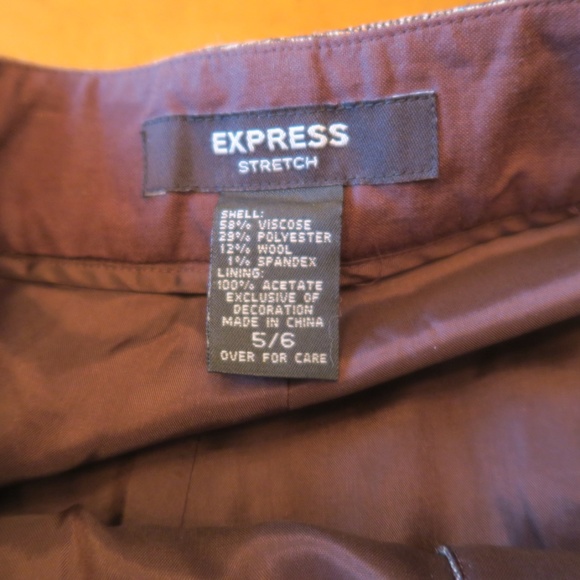 EXPRESS
STRETCH
SHELL:
58% VISCOSE
29% POLYESTER
12% WOOL
1% SPANDEX
LINING:
100% ACETATE
EXCLUSIVE OF
DECORATION
MADE IN CHINA
5/6
OVER FOR CARE